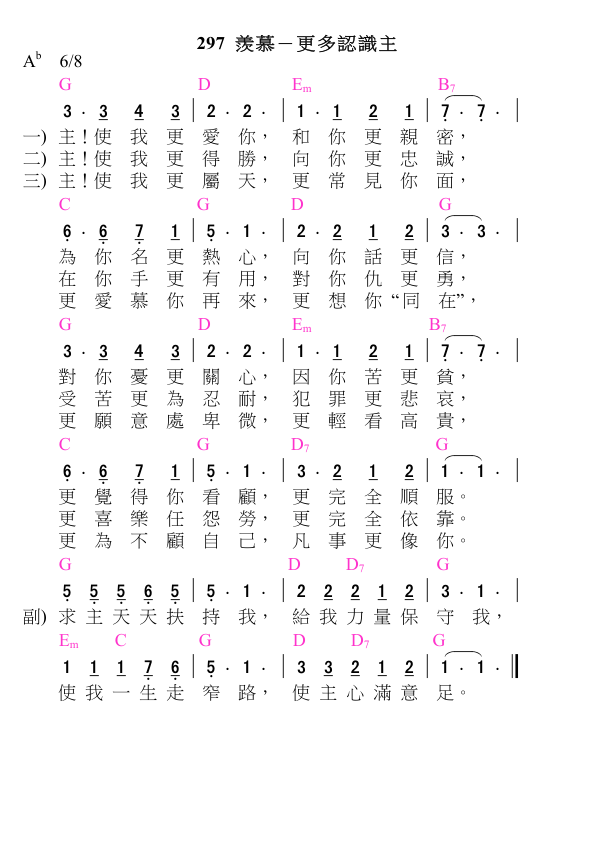 297 羨慕－更多認識主
A♭ 6/8
G D Em B7
3 · 3 4 3 | 2 · 2 · | 1 · 1 2 1 | 7 · 7 · |
一) 主！使 我 更 愛 你， 和 你 更 親 密，
二) 主！使 我 更 得 勝， 向 你 更 忠 誠，
三) 主！使 我 更 屬 天， 更 常 見 你 面，
C G D G
6 · 6 7 1 | 5 · 1 · | 2 · 2 1 2 | 3 · 3 · |
為 你 名 更 熱 心， 向 你 話 更 信，
在 你 手 更 有 用， 對 你 仇 更 勇，
更 愛 慕 你 再 來， 更 想 你 “同 在”，
G D Em B7
3 · 3 4 3 | 2 · 2 · | 1 · 1 2 1 | 7 · 7 · |
對 你 憂 更 關 心， 因 你 苦 更 貧，
受 苦 更 為 忍 耐， 犯 罪 更 悲 哀，
更 願 意 處 卑 微， 更 輕 看 高 貴，
C G D7 G
6 · 6 7 1 | 5 · 1 · | 3 · 2 1 2 | 1 · 1 · |
更 覺 得 你 看 顧， 更 完 全 順 服。
更 喜 樂 任 怨 勞， 更 完 全 依 靠。
更 為 不 顧 自 己， 凡 事 更 像 你。
G D D7 G
5 5 5 6 5 | 5 · 1 · | 2 2 2 1 2 | 3 · 1 · |
副) 求 主 天 天 扶 持 我， 給 我 力 量 保 守 我，
Em C G D D7 G
1 1 1 7 6 | 5 · 1 · | 3 3 2 1 2 | 1 · 1 · ||
使 我 一 生 走 窄 路， 使 主 心 滿 意 足。